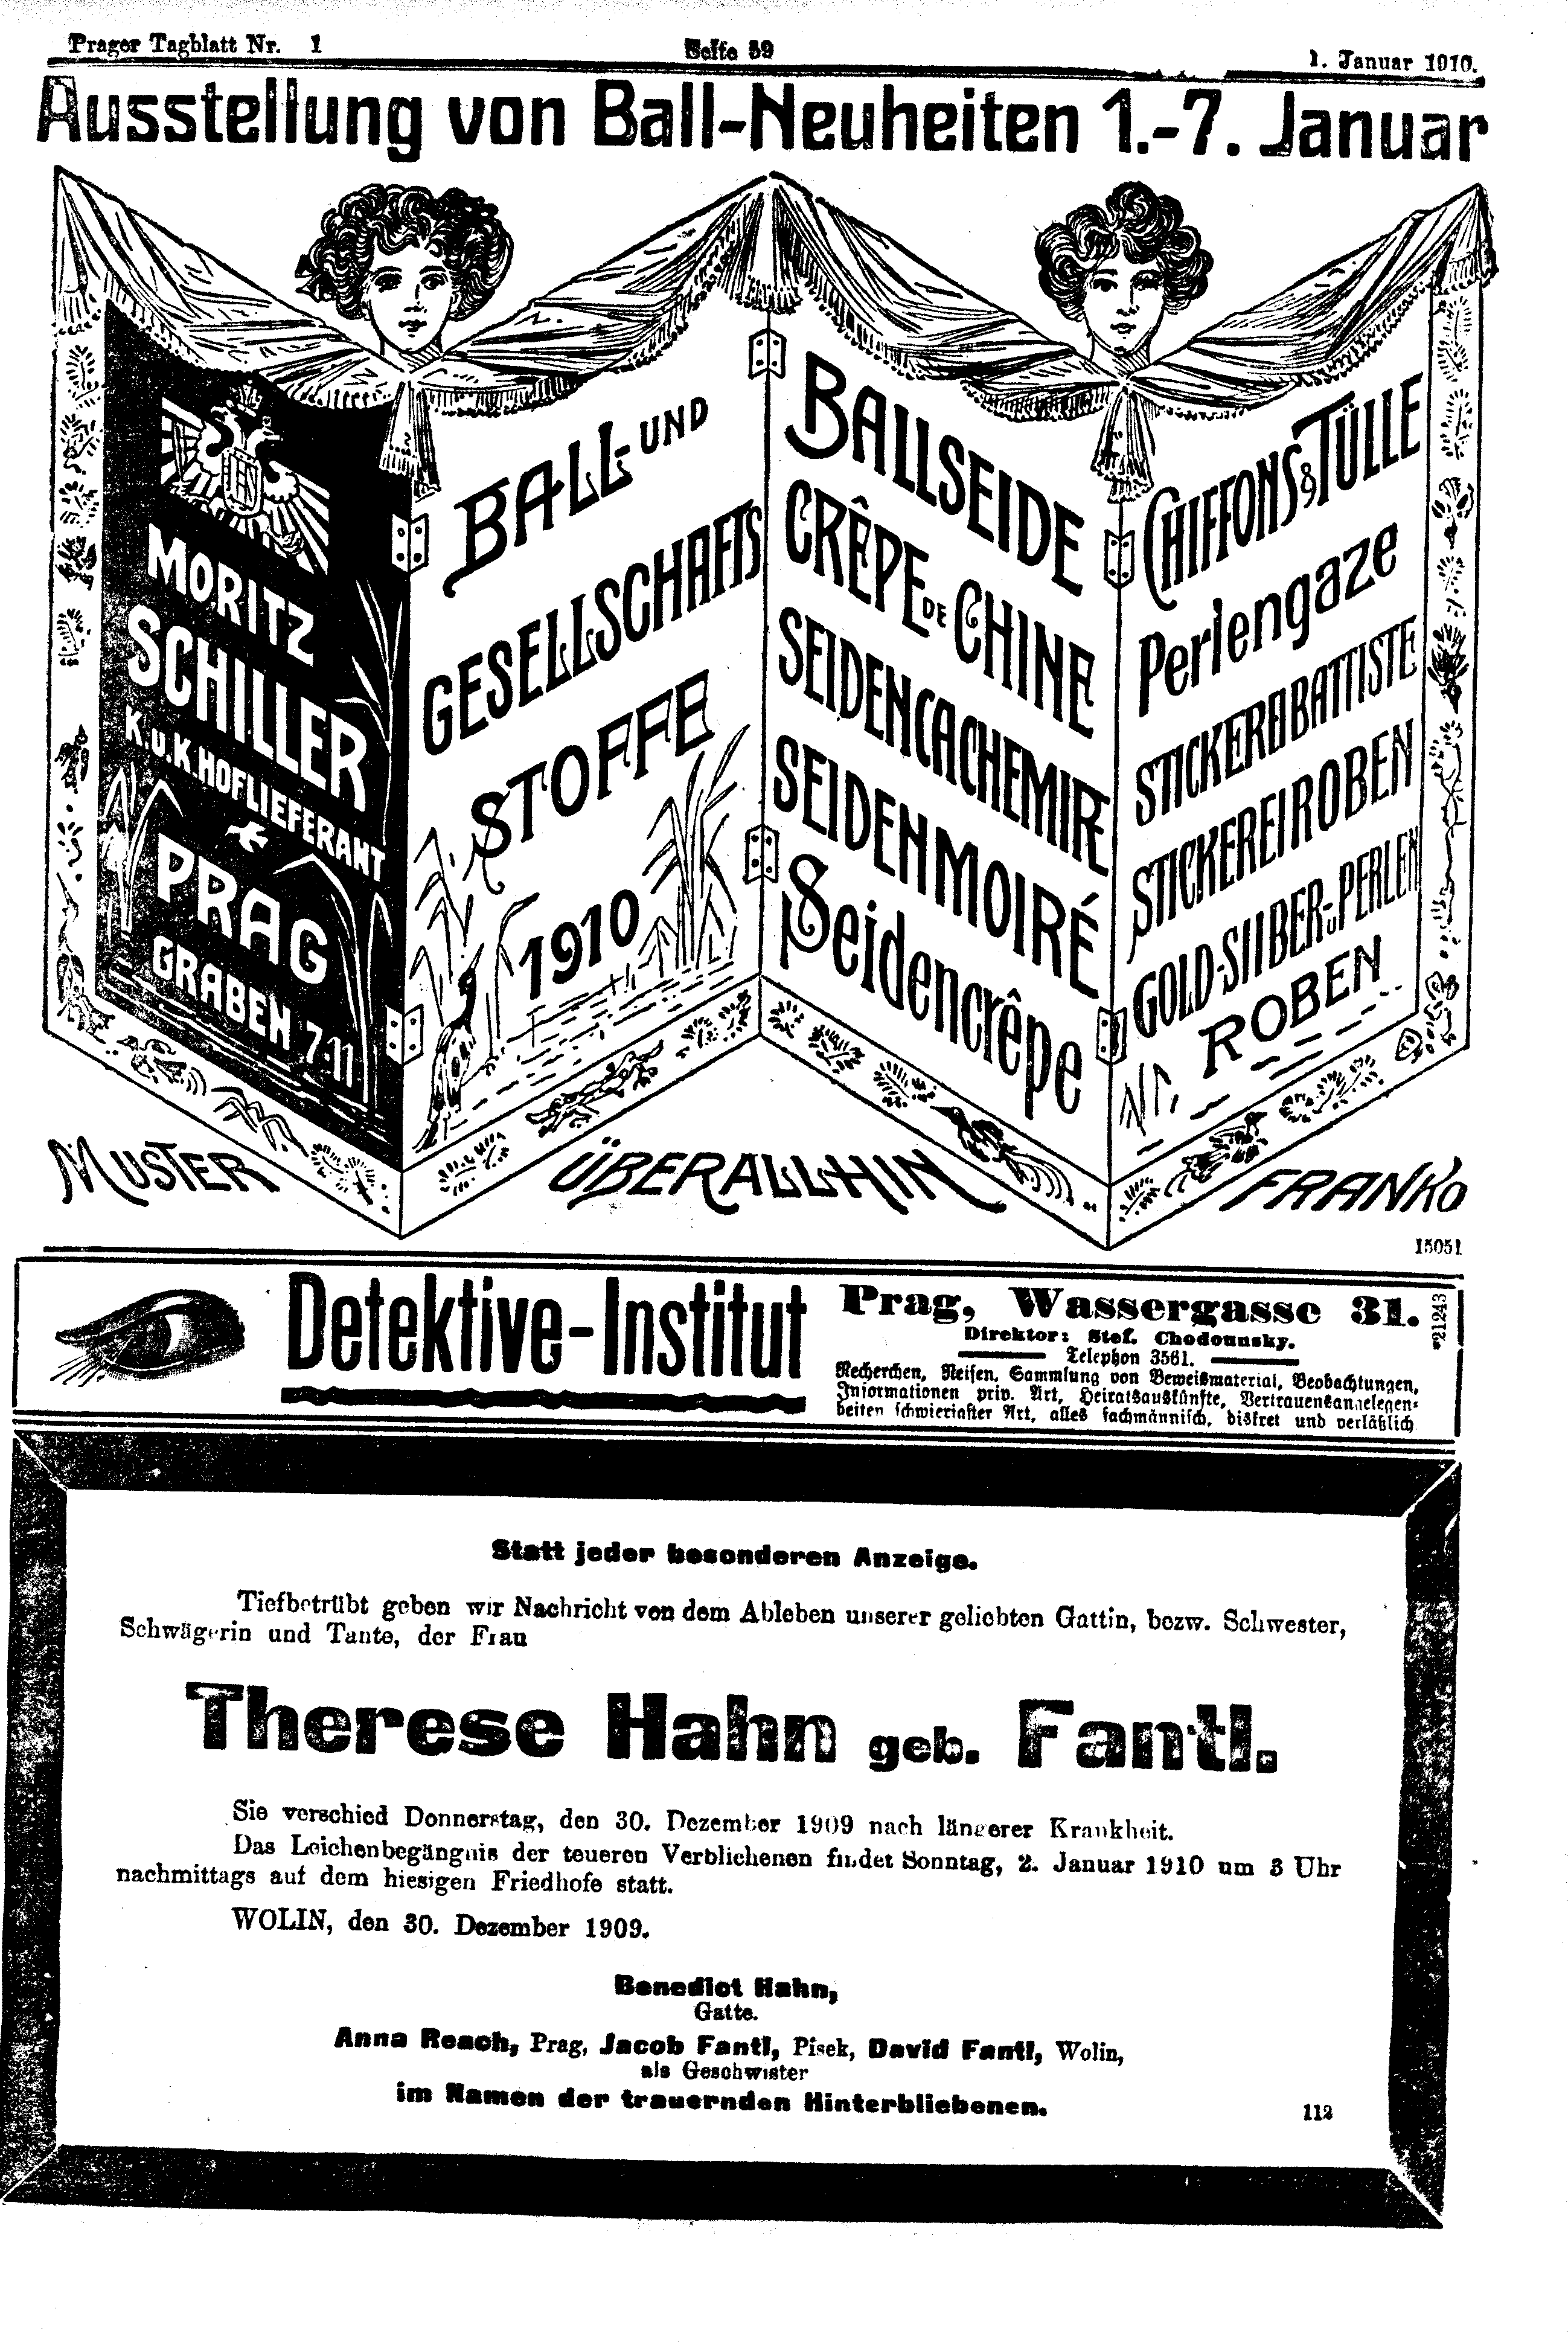 Prager Tagblatt Nr. 1
Seite 59
1. Januar 1910.
Ausstellung von Ball-Neuheiten 1.-7. Januar
MORITZ
SCHILLER
K.u.K HOFLIEFERANT
PRAG
GRABEN 7-11
BALL- UND
GESELLSCHAFTS
STOFFE
1910
BALLSEIDE
CRÊPE DE CHINE
SEIDENCACHEMIRE
SEIDENMOIRÉ
Seidencrêpe
CHIFFONS & TÜLLE
Perlengaze
STICKEREIBATTISTE
STICKEREIROBEN
GOLD-SILBER-u PERLEN
ROBEN
MUSTER ÜBERALLHIN FRANKO
15051
Detektive-Institut
Prag, Wassergasse 31.
Direktor: Stef. Chodounsky.
Telephon 3561.
Recherchen, Reisen, Sammlung von Beweismaterial, Beobachtungen,
Informationen priv. Art, Heiratsauskünfte, Vertrauensangelegen-
heiten schwierigster Art, alles fachmännisch, diskret und verläßlich
*21243
Statt jeder besonderen Anzeige.
Tiefbetrübt geben wir Nachricht von dem Ableben unserer geliebten Gattin, bezw. Schwester,
Schwägerin und Tante, der Frau
Therese Hahn geb. Fantl.
Sie verschied Donnerstag, den 30. Dezember 1909 nach längerer Krankheit.
Das Leichenbegängnis der teueren Verblichenen findet Sonntag, 2. Januar 1910 um 3 Uhr
nachmittags auf dem hiesigen Friedhofe statt.
WOLIN, den 30. Dezember 1909.
Benedict Hahn,
Gatte.
Anna Reach, Prag, Jacob Fantl, Pisek, David Fantl, Wolin,
als Geschwister
im Namen der trauernden Hinterbliebenen.
112